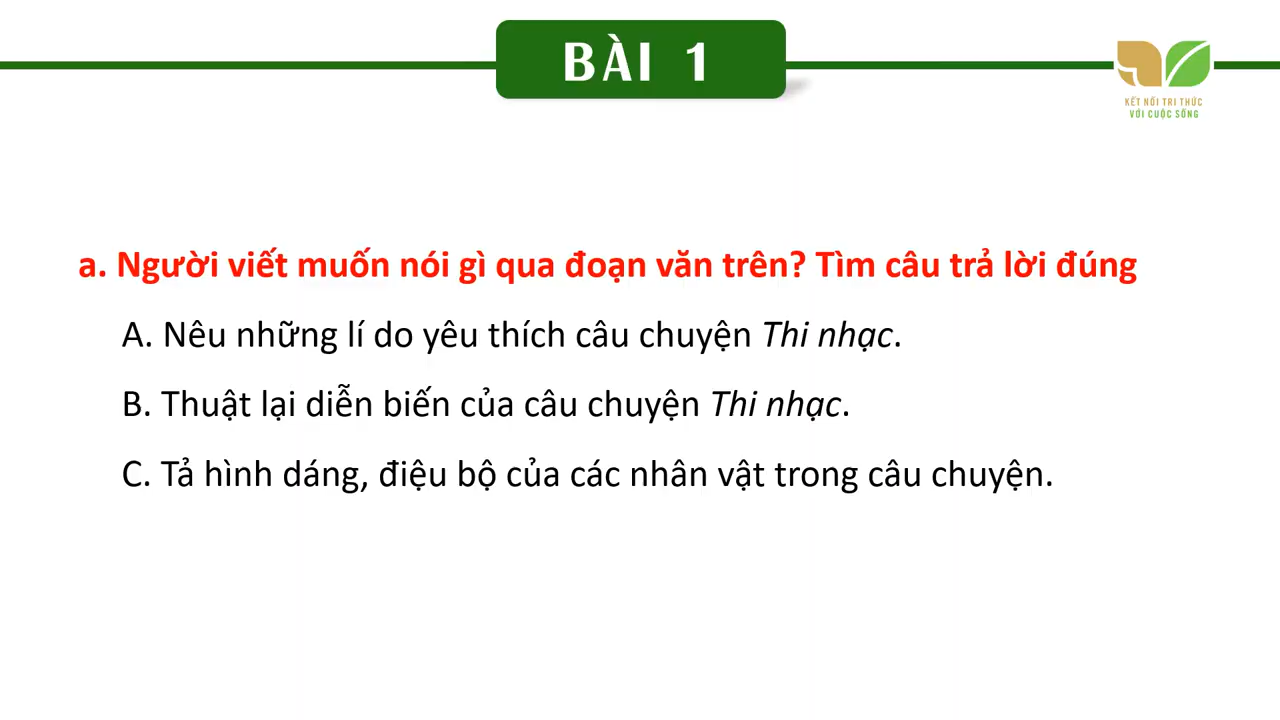 BÀI 1
KẾT NỐI TRI THỨC
VỚI CUỘC SỐNG
a. Người viết muốn nói gì qua đoạn văn trên? Tìm câu trả lời đúng
A. Nêu những lí do yêu thích câu chuyện Thi nhạc.
B. Thuật lại diễn biến của câu chuyện Thi nhạc.
C. Tả hình dáng, điệu bộ của các nhân vật trong câu chuyện.